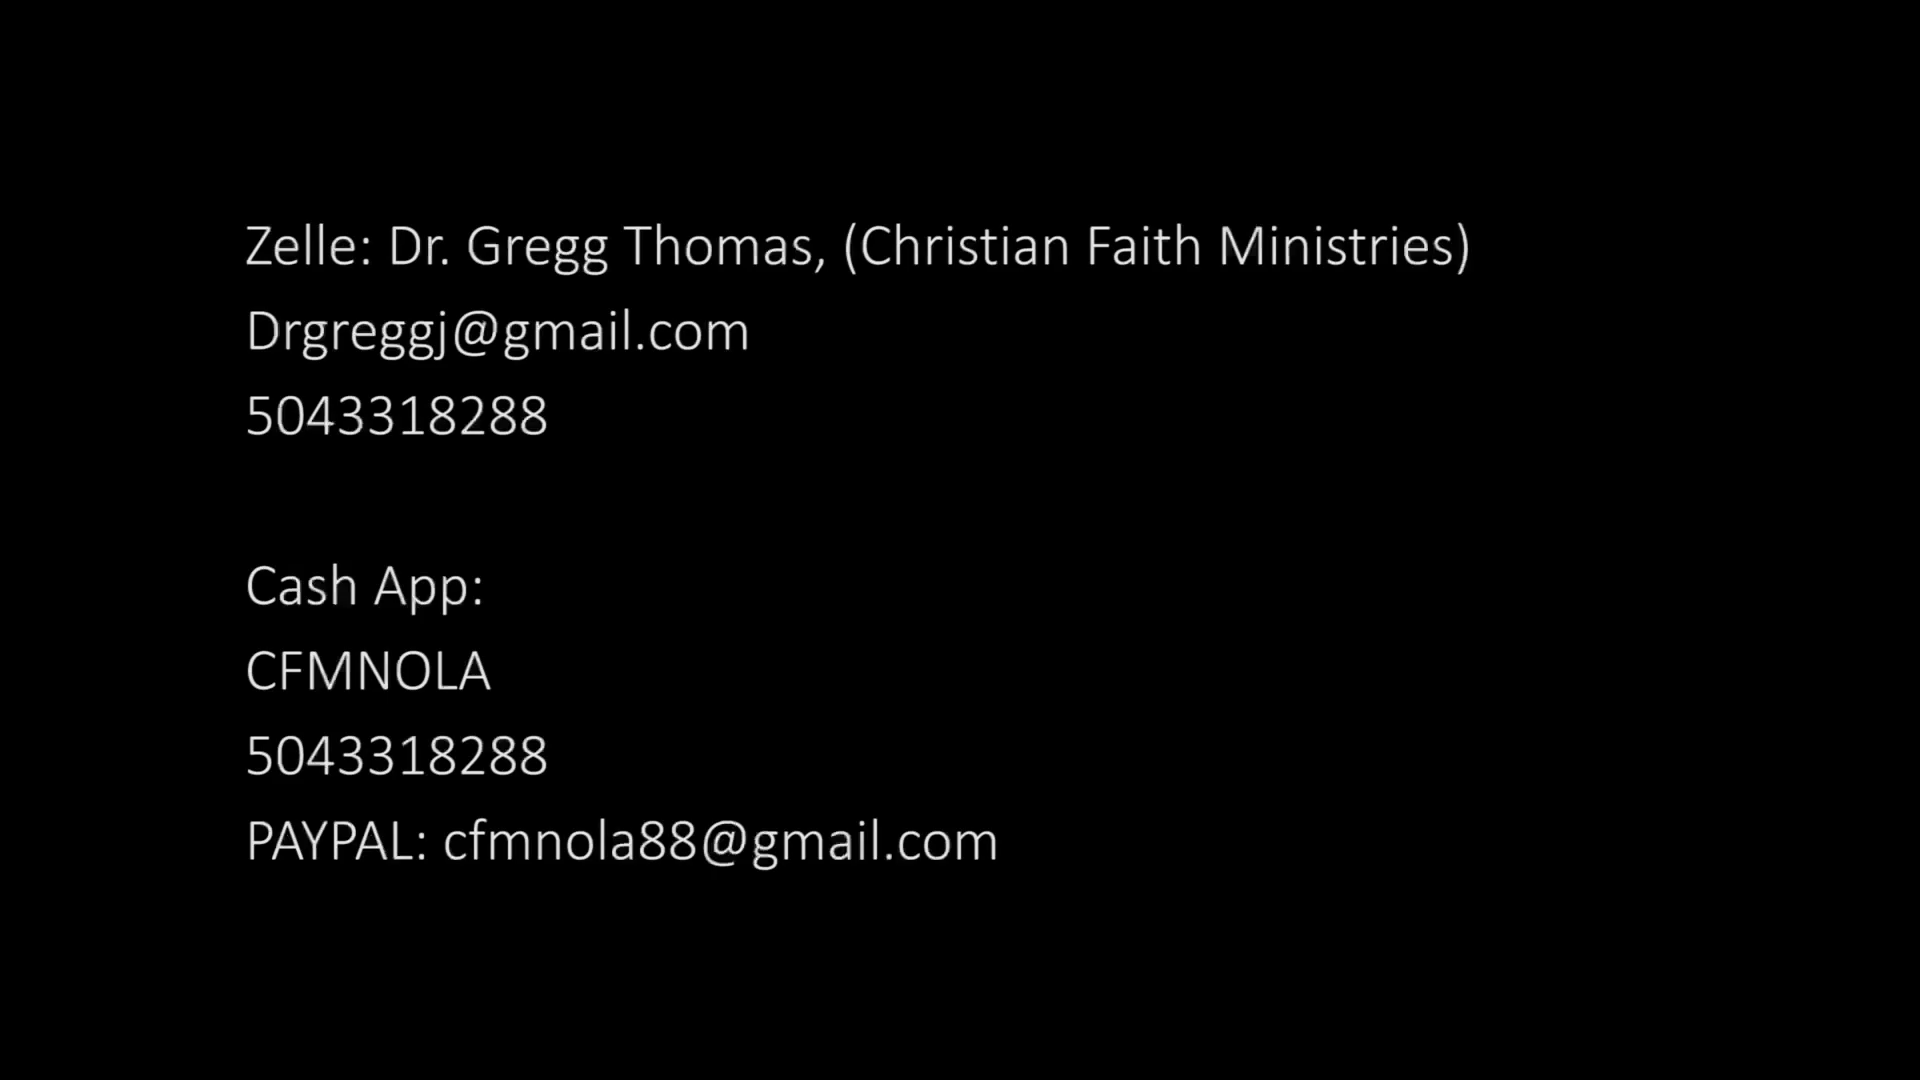 Zelle: Dr. Gregg Thomas, (Christian Faith Ministries)
Drgreggj@gmail.com
5043318288
Cash App:
CFMNOLA
5043318288
PAYPAL: cfmnola88@gmail.com